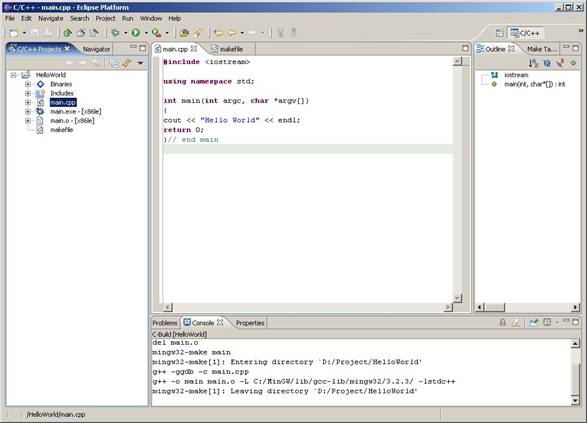 C/C++ - main.cpp - Eclipse Platform
File Edit Navigate Search Project Run Window Help
C/C++
C/C++ Projects
Navigator
HelloWorld
Binaries
Includes
main.cpp
main.exe - [x86le]
main.o - [x86le]
makefile
main.cpp
makefile
#include <iostream>
using namespace std;
int main(int argc, char *argv[])
{
cout << "Hello World" << endl;
return 0;
}// end main
Outline
Make Ta...
iostream
main(int, char*[]) : int
Problems
Console
Properties
C-Build [HelloWorld]
del main.o
mingw32-make main
mingw32-make[1]: Entering directory `D:/Project/HelloWorld'
g++ -ggdb -c main.cpp
g++ -o main main.o -L C:/MinGW/lib/gcc-lib/mingw32/3.2.3/ -lstdc++
mingw32-make[1]: Leaving directory `D:/Project/HelloWorld'
/HelloWorld/main.cpp